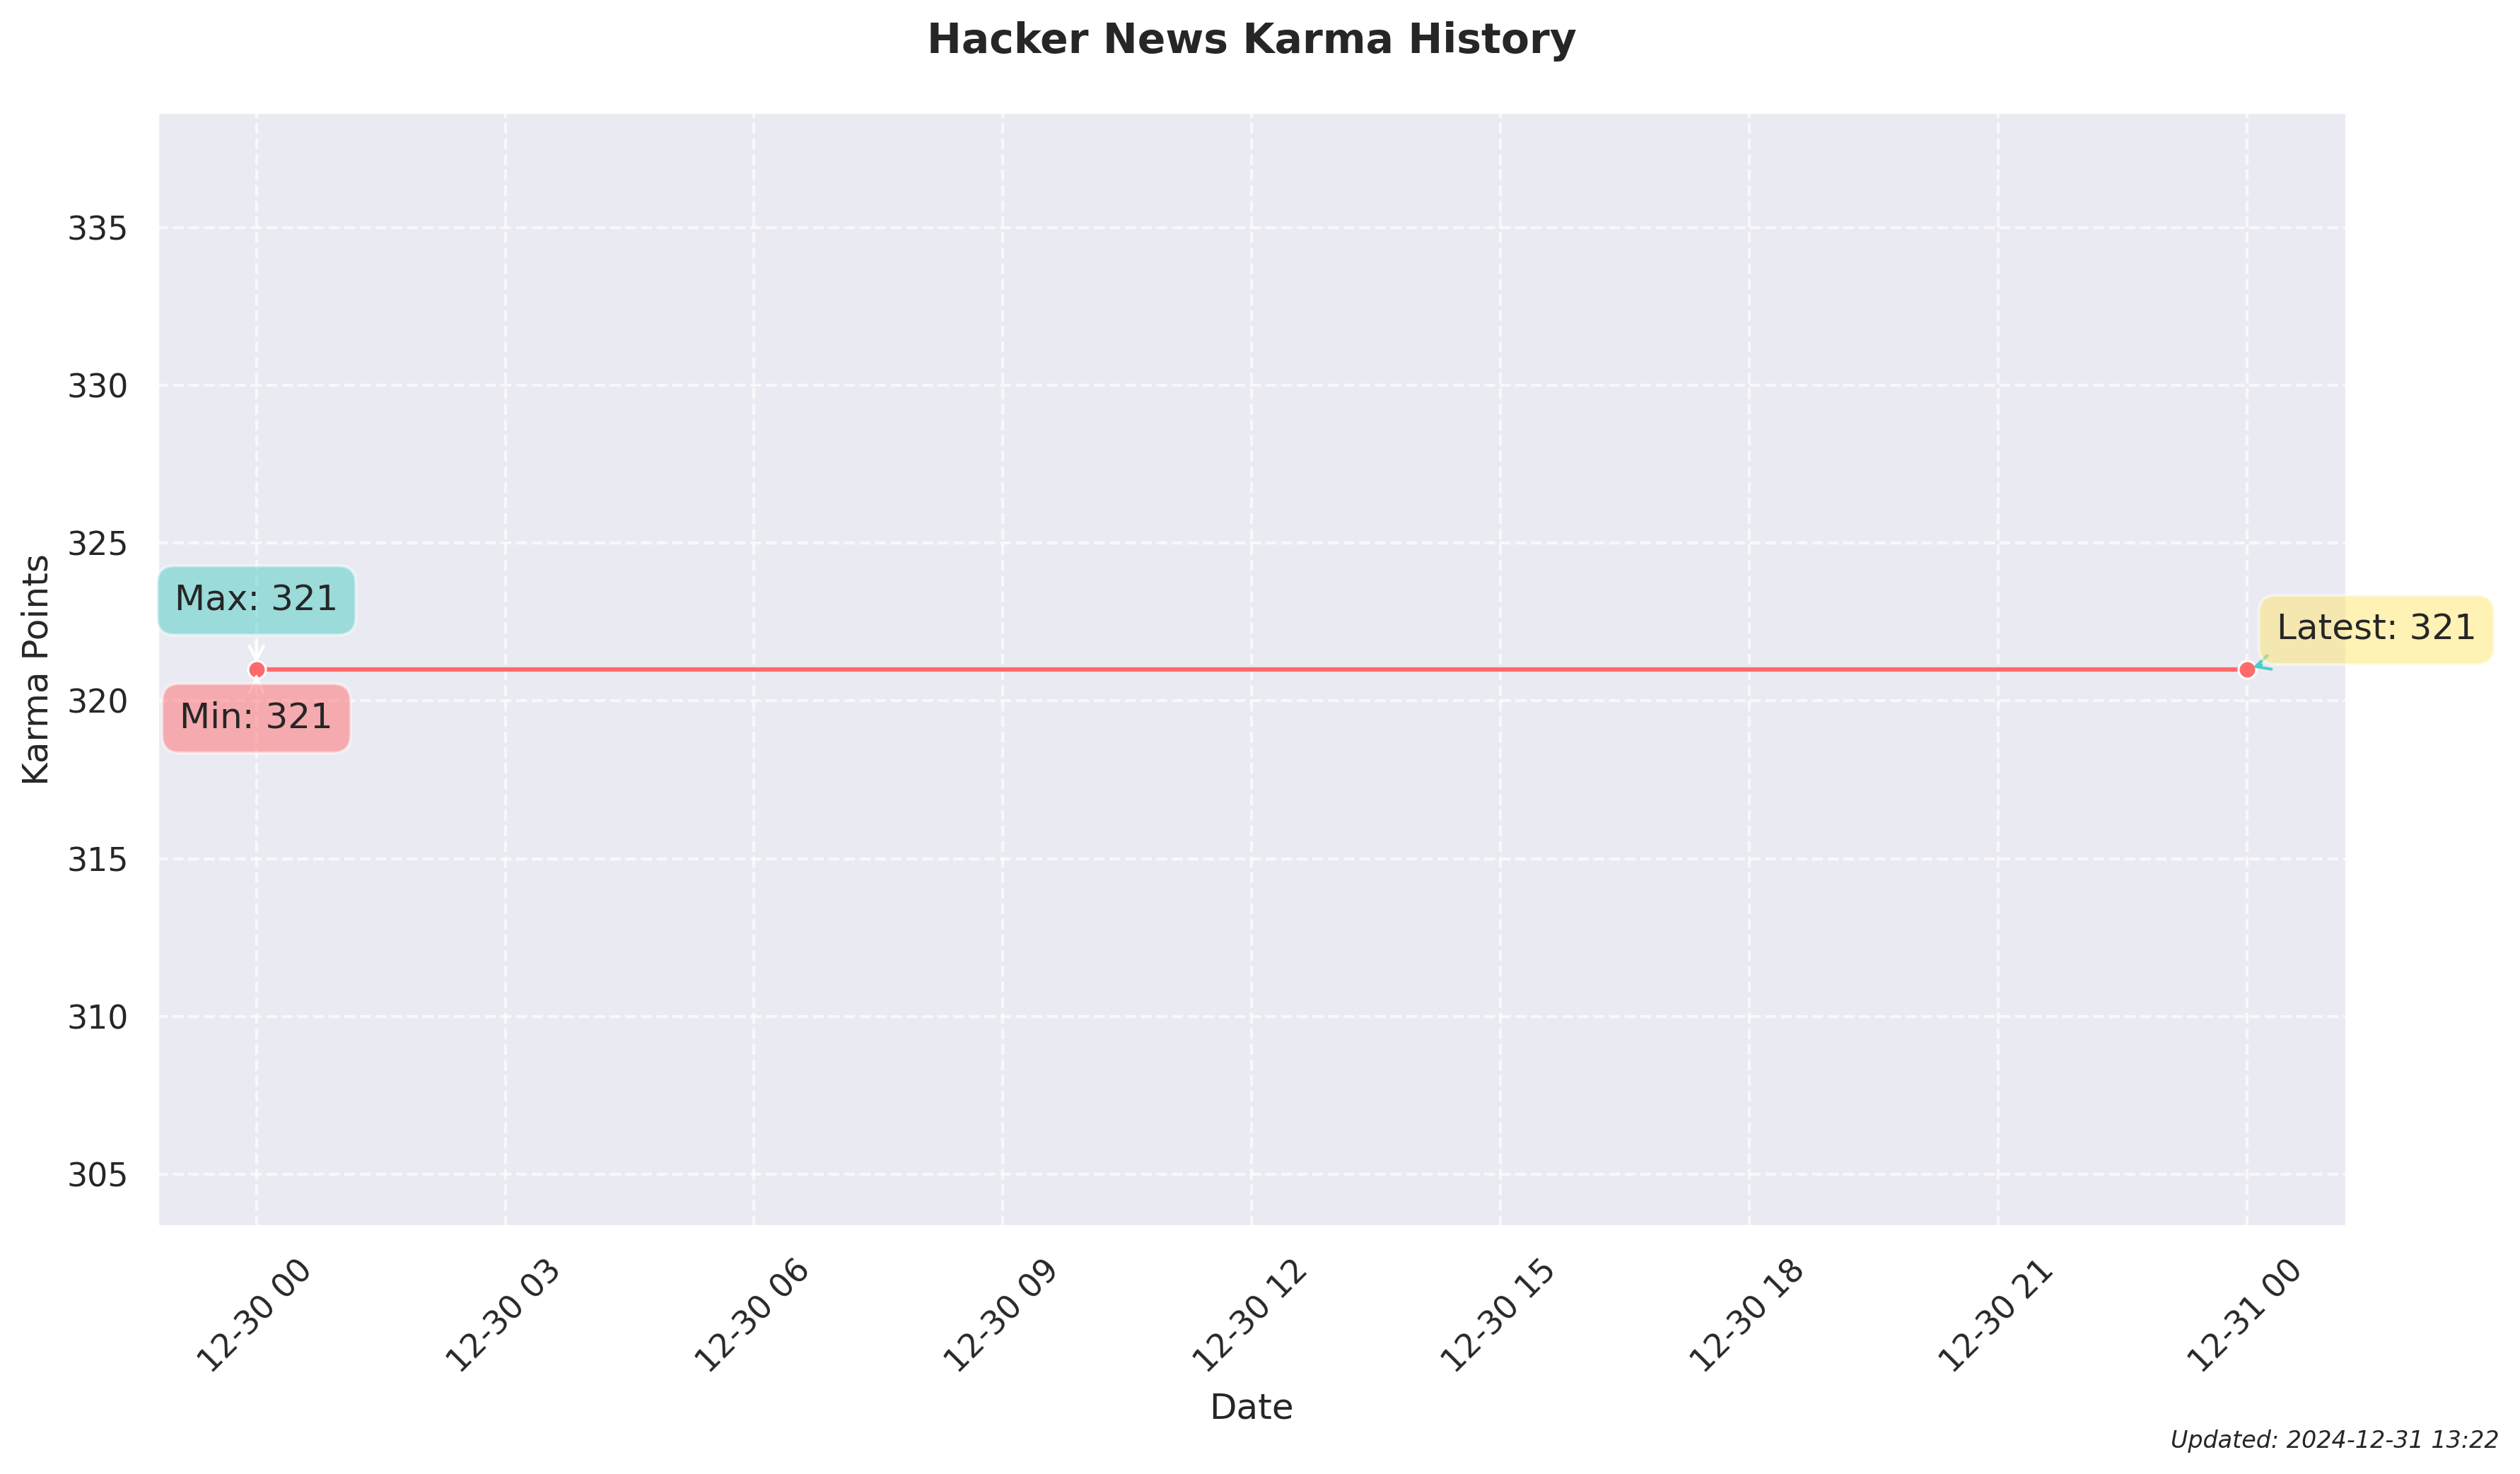 Hacker News Karma History
Karma Points
335
330
325
320
315
310
305
Max: 321
Min: 321
Latest: 321
12-30 00
12-30 03
12-30 06
12-30 09
12-30 12
12-30 15
12-30 18
12-30 21
12-31 00
Date
Updated: 2024-12-31 13:22